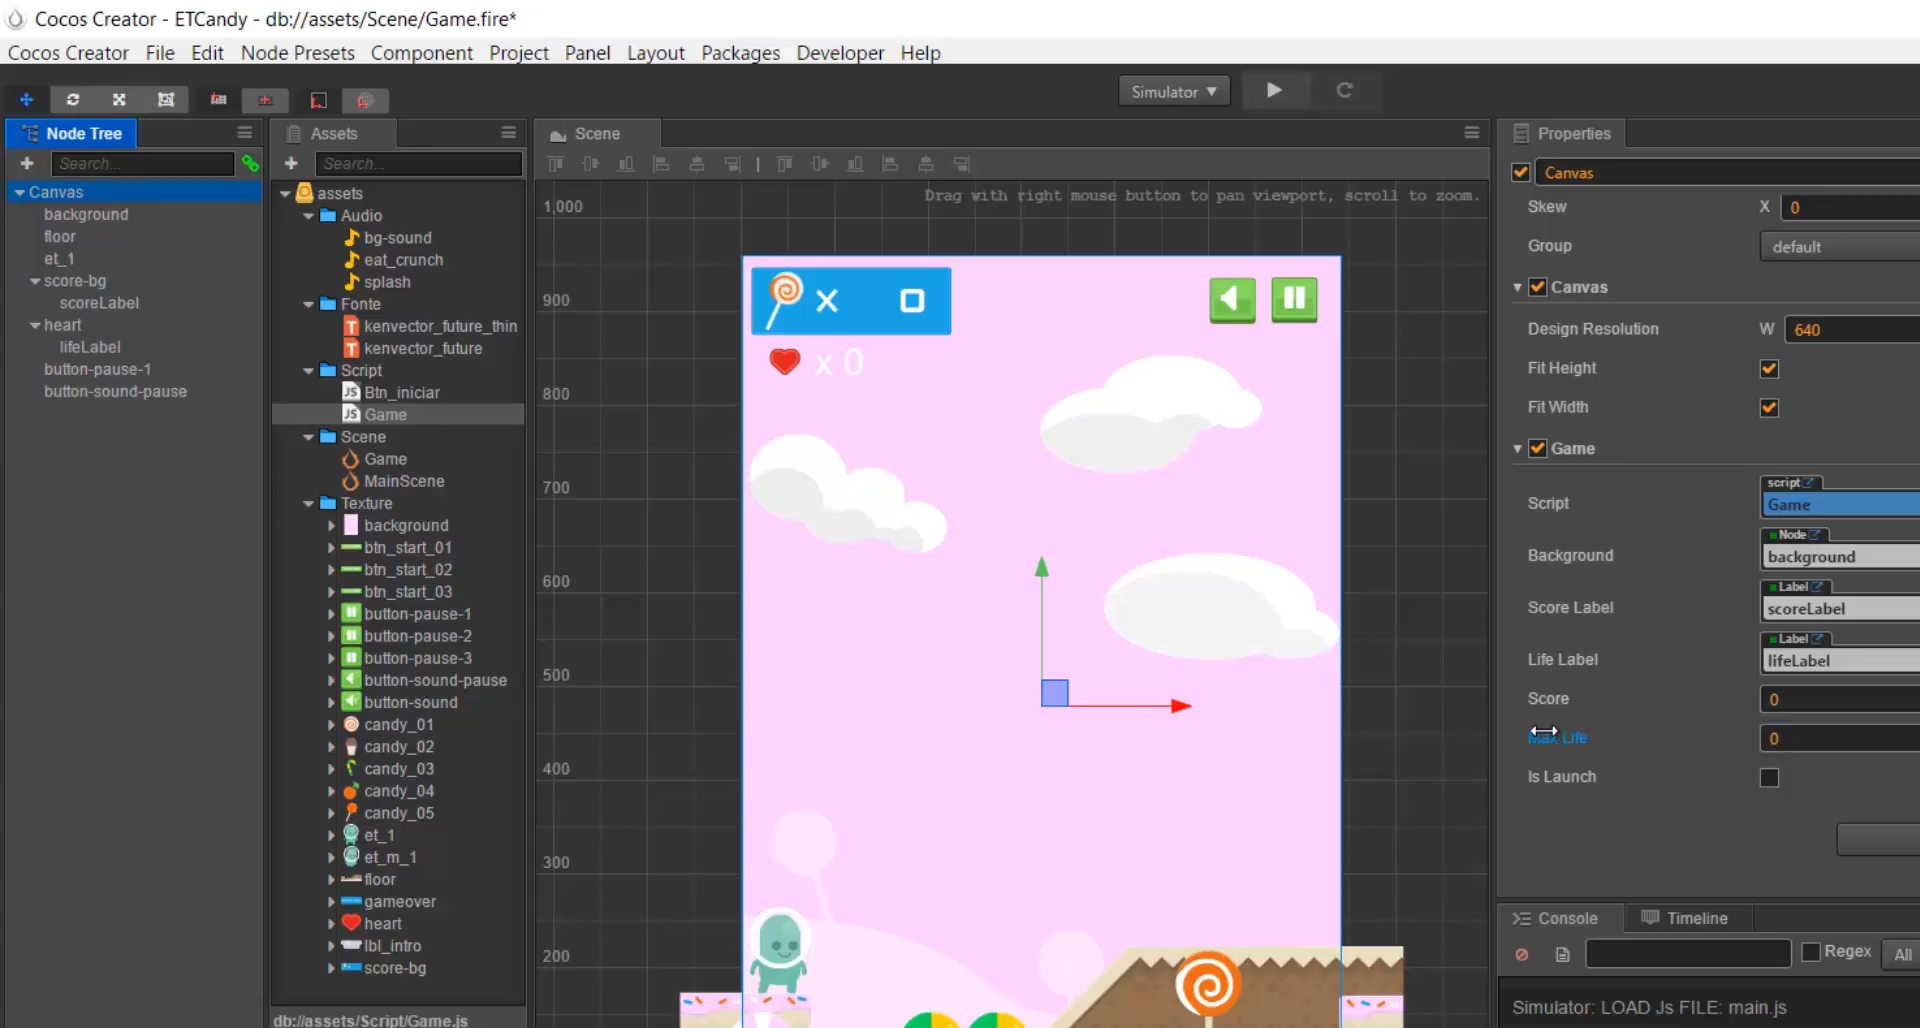 Cocos Creator - ETCandy - db://assets/Scene/Game.fire*
Cocos Creator File Edit Node Presets Component Project Panel Layout Packages Developer Help
Simulator
Node Tree
Search...
Canvas
background
floor
et_1
score-bg
scoreLabel
heart
lifeLabel
button-pause-1
button-sound-pause
Assets
Search...
assets
Audio
bg-sound
eat_crunch
splash
Fonte
kenvector_future_thin
kenvector_future
Script
JS Btn_iniciar
JS Game
Scene
Game
MainScene
Texture
background
btn_start_01
btn_start_02
btn_start_03
button-pause-1
button-pause-2
button-pause-3
button-sound-pause
button-sound
candy_01
candy_02
candy_03
candy_04
candy_05
et_1
et_m_1
floor
gameover
heart
lbl_intro
score-bg
db://assets/Script/Game.js
Scene
Drag with right mouse button to pan viewport, scroll to zoom.
1,000
900
800
700
600
500
400
300
200
X 0
x 0
Properties
Canvas
Skew X 0
Group default
Canvas
Design Resolution W 640
Fit Height
Fit Width
Game
script
Script Game
Node
Background background
Label
Score Label scoreLabel
Label
Life Label lifeLabel
Score 0
Max Life 0
Is Launch
Console Timeline
Regex All
Simulator: LOAD Js FILE: main.js